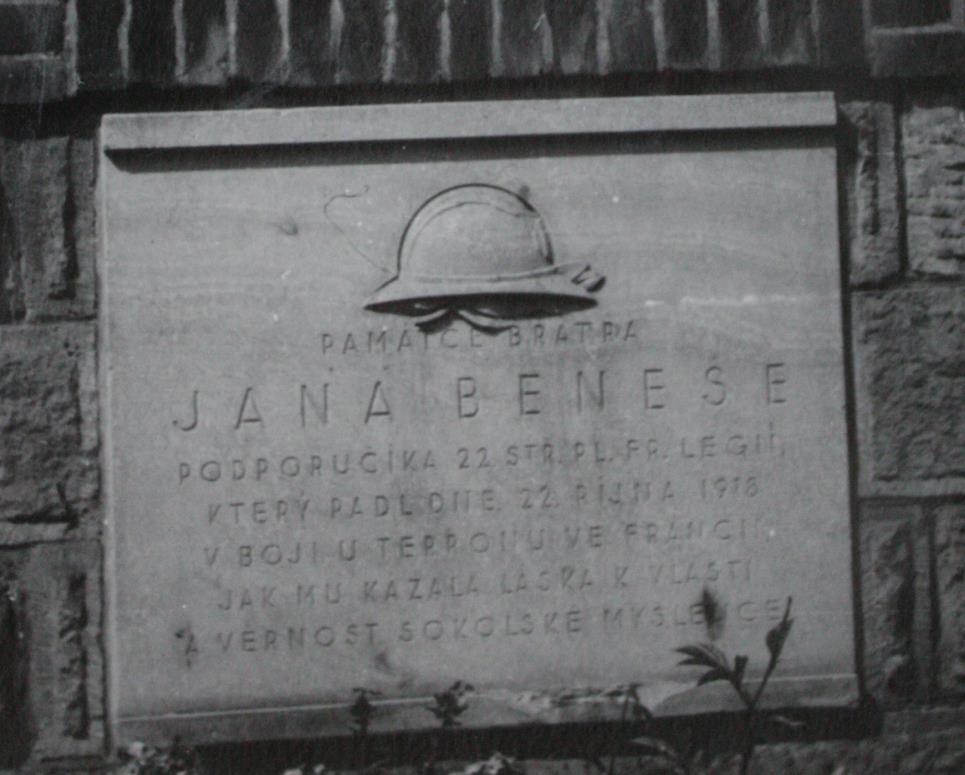 PAMÁTCE BRATRA
JANA BENEŠE
PODPORUČÍKA 22. STŘ. PL. FR. LEGIÍ,
KTERÝ PADL DNE 22. ŘÍJNA 1918
V BOJI U TERRONU VE FRANCII,
JAK MU KÁZALA LÁSKA K VLASTI
A VĚRNOST SOKOLSKÉ MYSLENCE